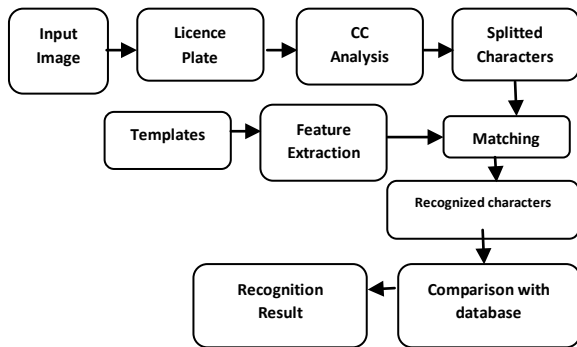 Input
Image
Licence
Plate
CC
Analysis
Splitted
Characters
Templates
Feature
Extraction
Matching
Recognized characters
Recognition
Result
Comparison with
database